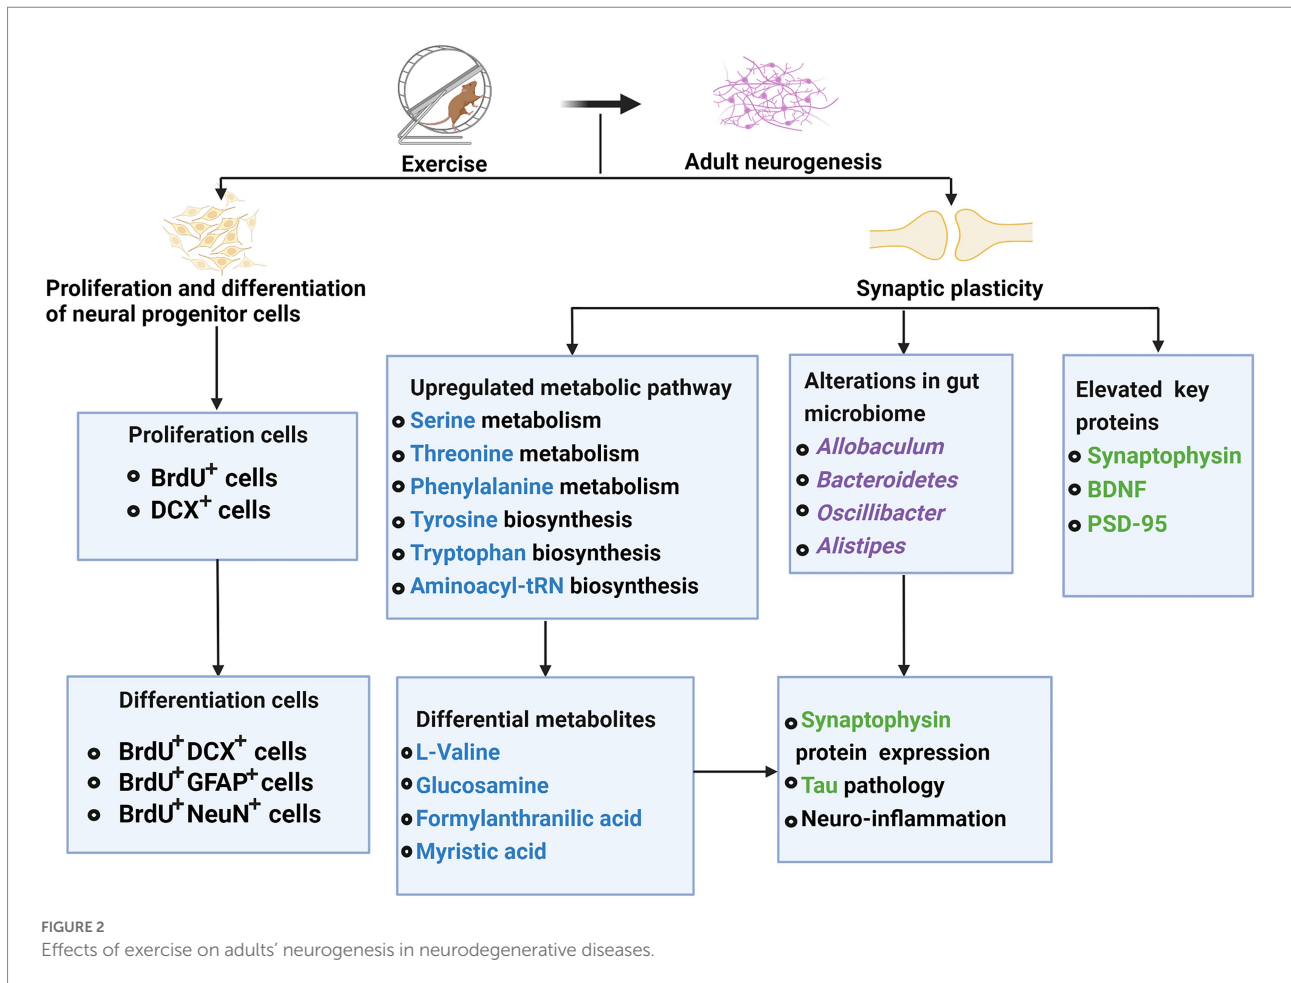 Exercise
Adult neurogenesis
Proliferation and differentiation
of neural progenitor cells
Synaptic plasticity
Proliferation cells
BrdU+ cells
DCX+ cells
Differentiation cells
BrdU+DCX+ cells
BrdU+GFAP+cells
BrdU+NeuN+ cells
Upregulated metabolic pathway
Serine metabolism
Threonine metabolism
Phenylalanine metabolism
Tyrosine biosynthesis
Tryptophan biosynthesis
Aminoacyl-tRN biosynthesis
Differential metabolites
L-Valine
Glucosamine
Formylanthranilic acid
Myristic acid
Alterations in gut
microbiome
Allobaculum
Bacteroidetes
Oscillibacter
Alistipes
Synaptophysin
protein expression
Tau pathology
Neuro-inflammation
Elevated key
proteins
Synaptophysin
BDNF
PSD-95
FIGURE 2
Effects of exercise on adults' neurogenesis in neurodegenerative diseases.